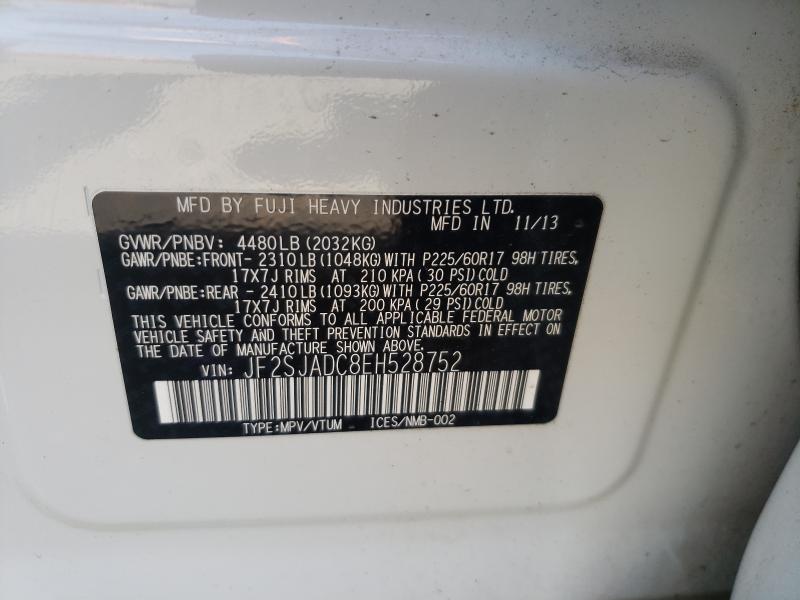 MFD BY FUJI HEAVY INDUSTRIES LTD.
MFD IN 11/13
GVWR/PNBV: 4480LB(2032KG)
GAWR/PNBE:FRONT- 2310LB(1048KG)WITH P225/60R17 98H TIRES,
17X7J RIMS AT 210 KPA(30 PSI)COLD
GAWR/PNBE:REAR - 2410LB(1093KG)WITH P225/60R17 98H TIRES,
17X7J RIMS AT 200 KPA(29 PSI)COLD
THIS VEHICLE CONFORMS TO ALL APPLICABLE FEDERAL MOTOR
VEHICLE SAFETY AND THEFT PREVENTION STANDARDS IN EFFECT ON
THE DATE OF MANUFACTURE SHOWN ABOVE.
VIN: JF2SJADC8EH528752
TYPE:MPV/VTUM ICES/NMB-002